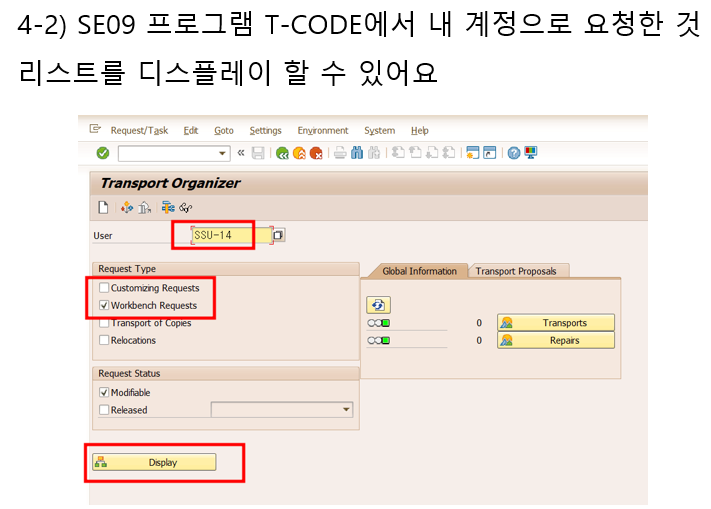 4-2) SE09 프로그램 T-CODE에서 내 계정으로 요청한 것
리스트를 디스플레이 할 수 있어요
Request/Task Edit Goto Settings Environment System Help
Transport Organizer
User SSU-14
Request Type
Customizing Requests
Workbench Requests
Transport of Copies
Relocations
Global Information Transport Proposals
0 Transports
0 Repairs
Request Status
Modifiable
Released
Display